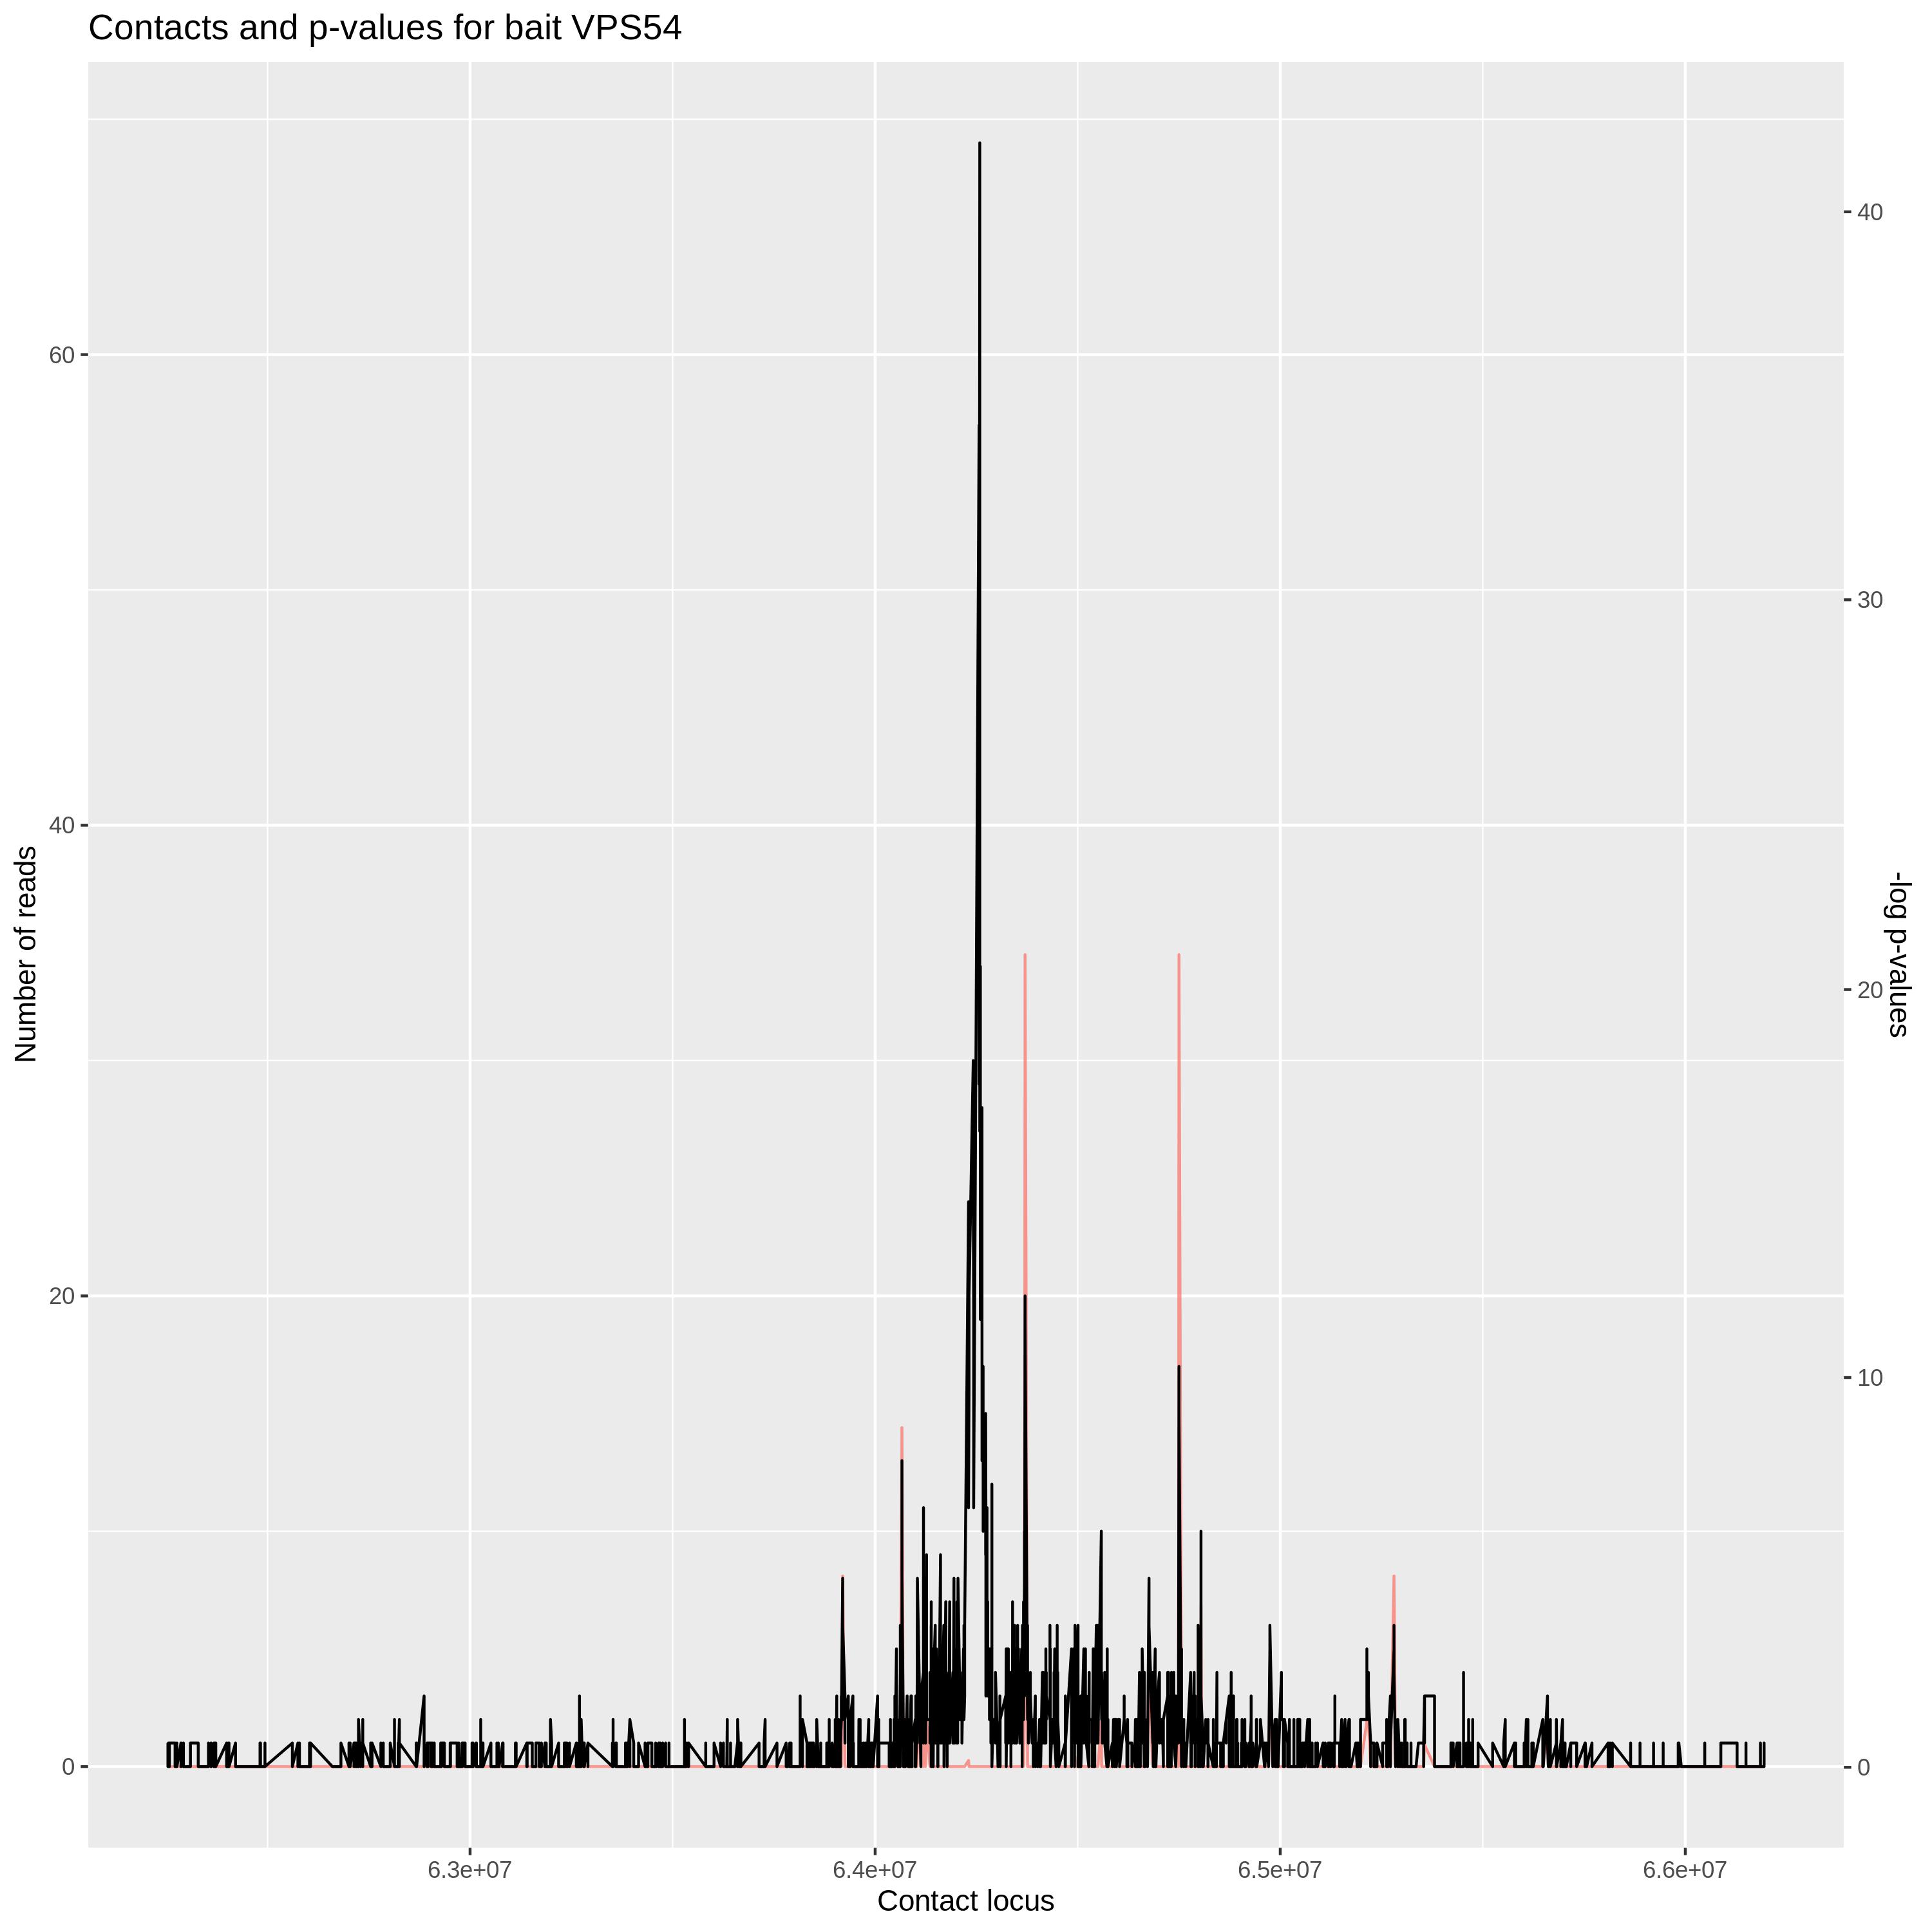 Contacts and p-values for bait VPS54
Number of reads
60
40
20
0
40
30
20
10
0
-log p-values
6.3e+07
6.4e+07
6.5e+07
6.6e+07
Contact locus